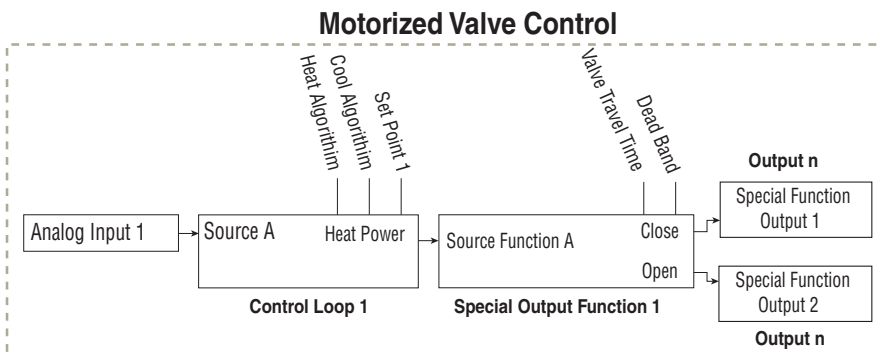 Motorized Valve Control
Heat Algorithim
Cool Algorithim
Set Point 1
Valve Travel Time
Dead Band
Output n
Analog Input 1
Source A
Heat Power
Control Loop 1
Source Function A
Close
Open
Special Output Function 1
Special Function
Output 1
Special Function
Output 2
Output n